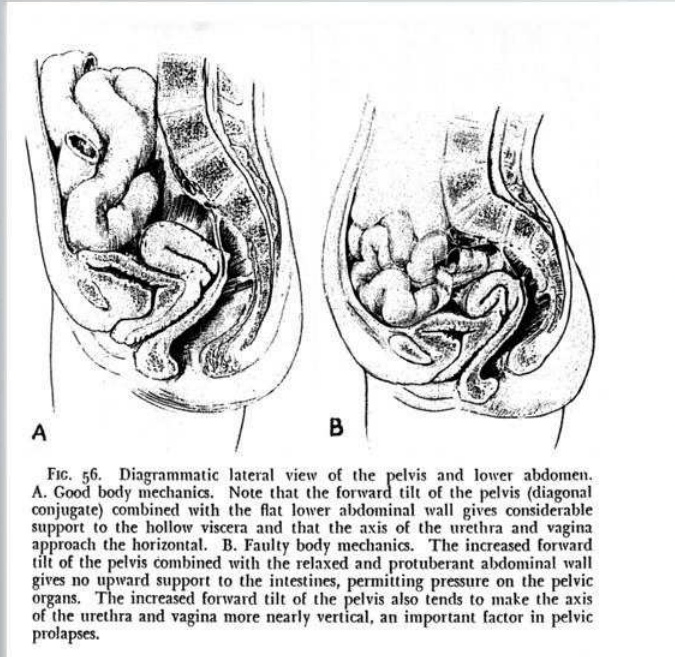 A
B
FIG. 56. Diagrammatic lateral view of the pelvis and lower abdomen.
A. Good body mechanics. Note that the forward tilt of the pelvis (diagonal
conjugate) combined with the flat lower abdominal wall gives considerable
support to the hollow viscera and that the axis of the urethra and vagina
approach the horizontal. B. Faulty body mechanics. The increased forward
tilt of the pelvis combined with the relaxed and protuberant abdominal wall
gives no upward support to the intestines, permitting pressure on the pelvic
organs. The increased forward tilt of the pelvis also tends to make the axis
of the urethra and vagina more nearly vertical, an important factor in pelvic
prolapses.